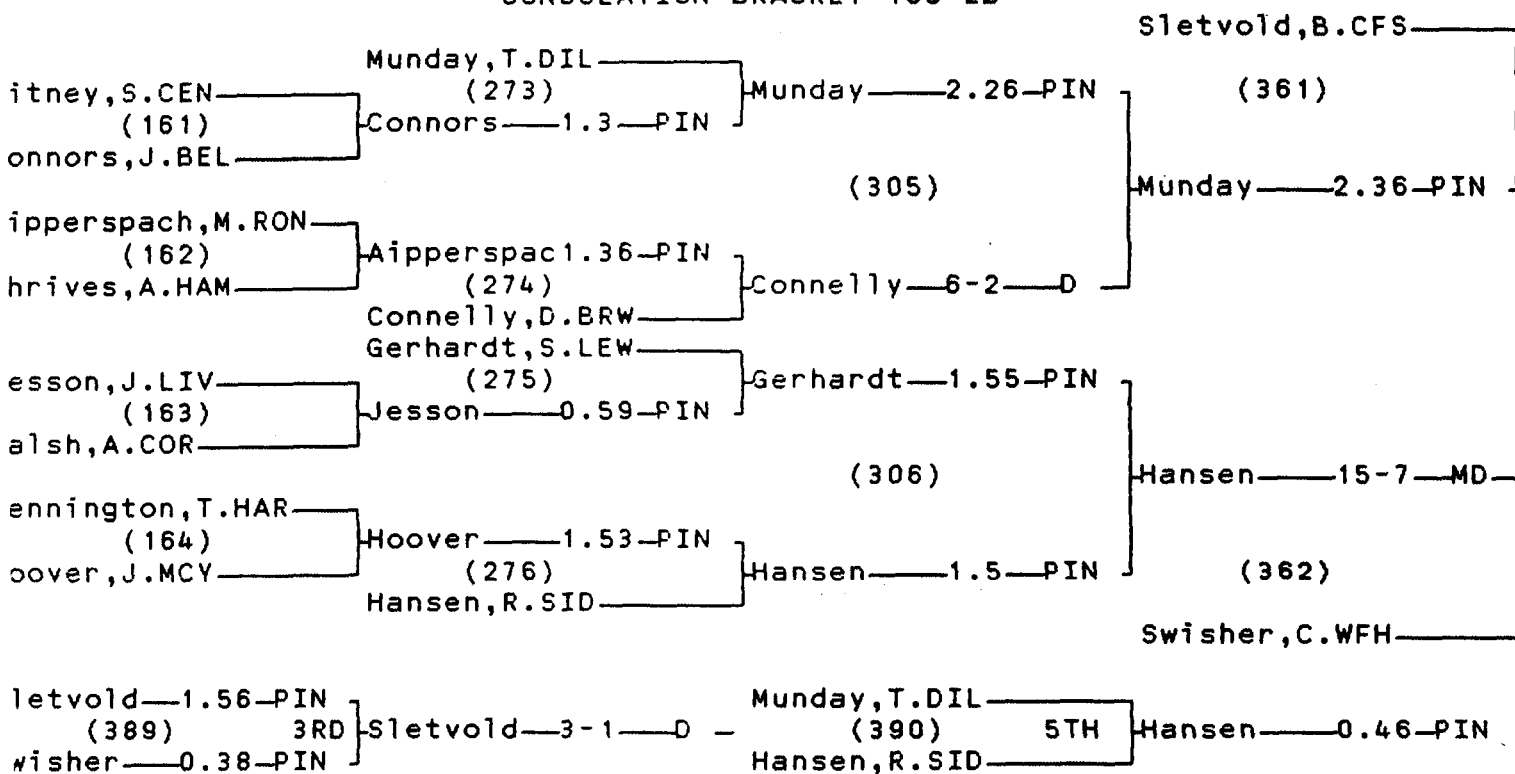 Sletvold,B.CFS
Munday,T.DIL
itney,S.CEN (273) Munday 2.26 PIN (361)
(161) Connors 1.3 PIN
onnors,J.BEL
(305) Munday 2.36 PIN
ipperspach,M.RON
(162) Aipperspac 1.36 PIN
hrives,A.HAM (274) Connelly 6-2 D
Connelly,D.BRW
Gerhardt,S.LEW
esson,J.LIV (275) Gerhardt 1.55 PIN
(163) Jesson 0.59 PIN
alsh,A.COR
(306) Hansen 15-7 MD
ennington,T.HAR
(164) Hoover 1.53 PIN
oover,J.MCY (276) Hansen 1.5 PIN (362)
Hansen,R.SID
Swisher,C.WFH
letvold 1.56 PIN Munday,T.DIL
(389) 3RD Sletvold 3-1 D (390) 5TH Hansen 0.46 PIN
wisher 0.38 PIN Hansen,R.SID